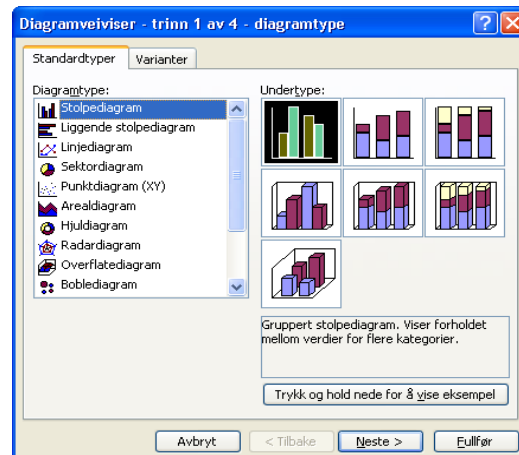 Diagramveiviser - trinn 1 av 4 - diagramtype
Standardtyper
Varianter
Diagramtype:
Stolpediagram
Liggende stolpediagram
Linjediagram
Sektordiagram
Punktdiagram (XY)
Arealdiagram
Hjuldiagram
Radardiagram
Overflatediagram
Boblediagram
Undertype:
Gruppert stolpediagram. Viser forholdet
mellom verdier for flere kategorier.
Trykk og hold nede for å vise eksempel
Avbryt
< Tilbake
Neste >
Fullfør